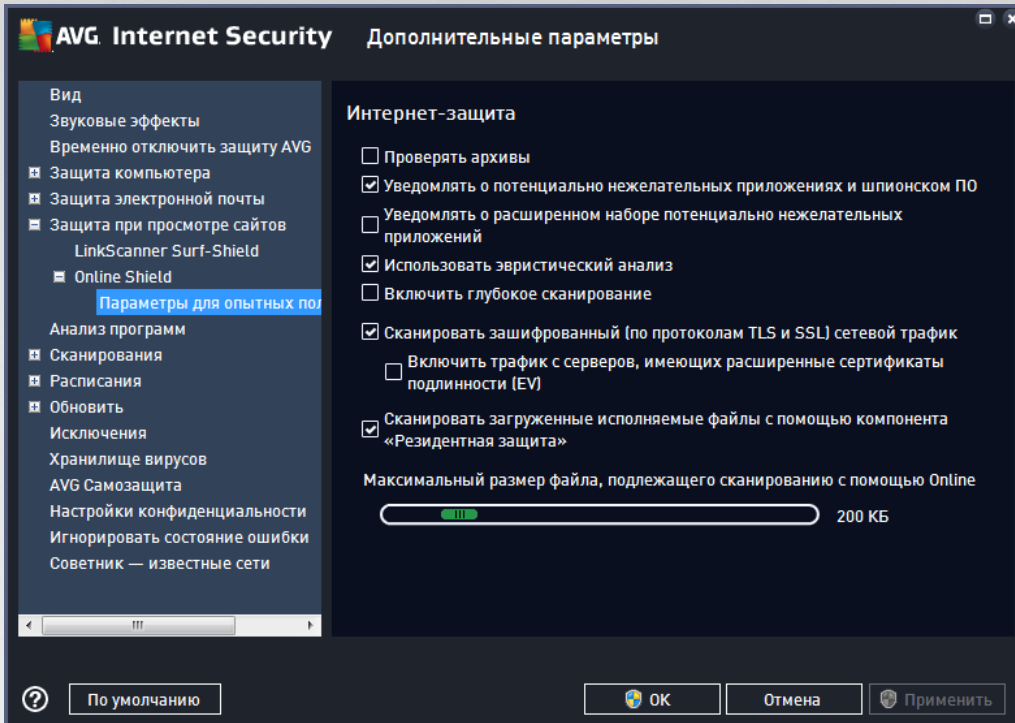 AVG Internet Security Дополнительные параметры
Вид
Звуковые эффекты
Временно отключить защиту AVG
Защита компьютера
Защита электронной почты
Защита при просмотре сайтов
LinkScanner Surf-Shield
Online Shield
Параметры для опытных пол
Анализ программ
Сканирования
Расписания
Обновить
Исключения
Хранилище вирусов
AVG Самозащита
Настройки конфиденциальности
Игнорировать состояние ошибки
Советник — известные сети
Интернет-защита
Проверять архивы
Уведомлять о потенциально нежелательных приложениях и шпионском ПО
Уведомлять о расширенном наборе потенциально нежелательных
приложений
Использовать эвристический анализ
Включить глубокое сканирование
Сканировать зашифрованный (по протоколам TLS и SSL) сетевой трафик
Включить трафик с серверов, имеющих расширенные сертификаты
подлинности (EV)
Сканировать загруженные исполняемые файлы с помощью компонента
«Резидентная защита»
Максимальный размер файла, подлежащего сканированию с помощью Online
200 КБ
По умолчанию
ОК
Отмена
Применить